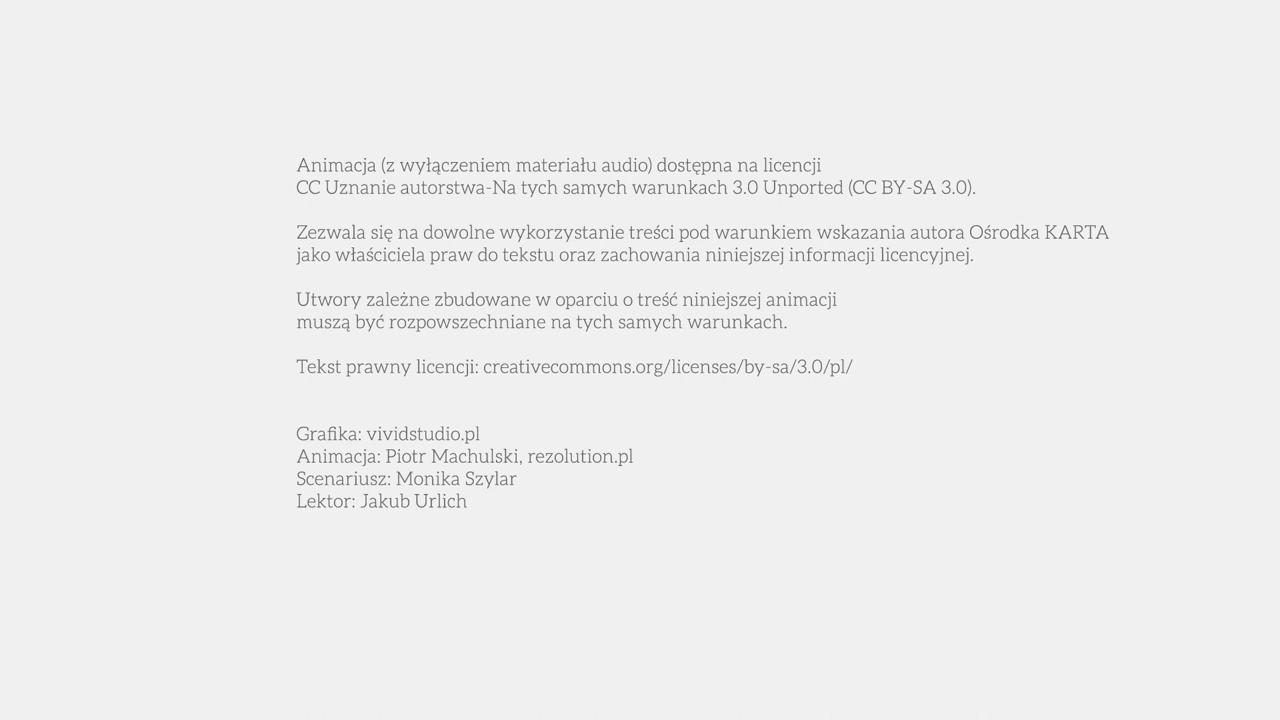 Animacja (z wyłączeniem materiału audio) dostępna na licencji
CC Uznanie autorstwa-Na tych samych warunkach 3.0 Unported (CC BY-SA 3.0).
Zezwala się na dowolne wykorzystanie treści pod warunkiem wskazania autora Ośrodka KARTA
jako właściciela praw do tekstu oraz zachowania niniejszej informacji licencyjnej.
Utwory zależne zbudowane w oparciu o treść niniejszej animacji
muszą być rozpowszechniane na tych samych warunkach.
Tekst prawny licencji: creativecommons.org/licenses/by-sa/3.0/pl/
Grafika: vividstudio.pl
Animacja: Piotr Machulski, rezolution.pl
Scenariusz: Monika Szylar
Lektor: Jakub Urlich